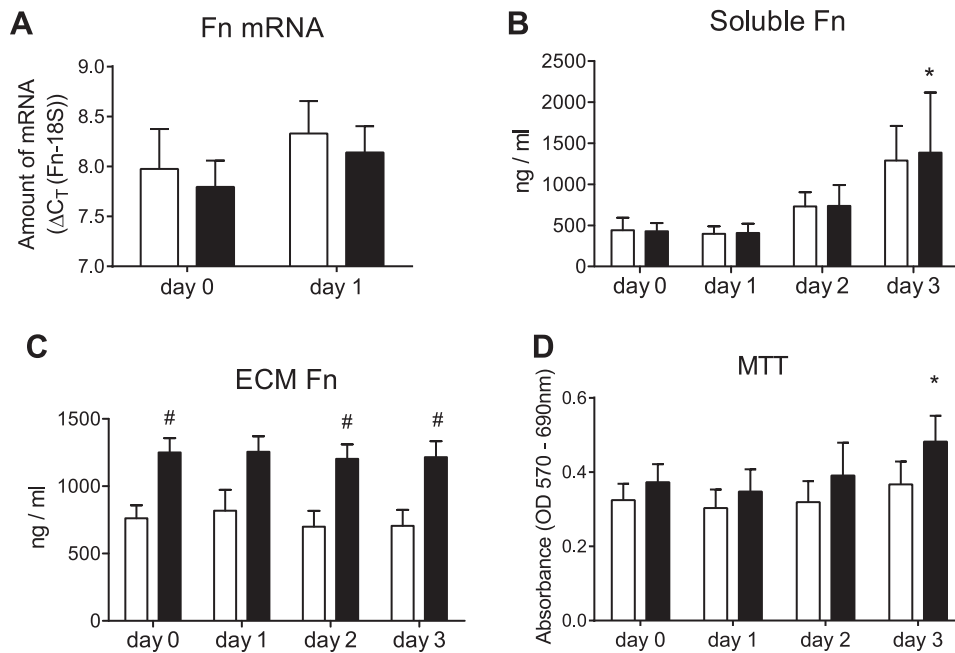 A
Fn mRNA
Amount of mRNA
(ΔCT (Fn-18S))
9.0
8.5
8.0
7.5
7.0
day 0
day 1
B
Soluble Fn
*
ng / ml
2500
2000
1500
1000
500
0
day 0
day 1
day 2
day 3
C
ECM Fn
# # #
ng / ml
1500
1000
500
0
day 0
day 1
day 2
day 3
D
MTT
*
Absorbance (OD 570 - 690nm)
0.6
0.4
0.2
0.0
day 0
day 1
day 2
day 3